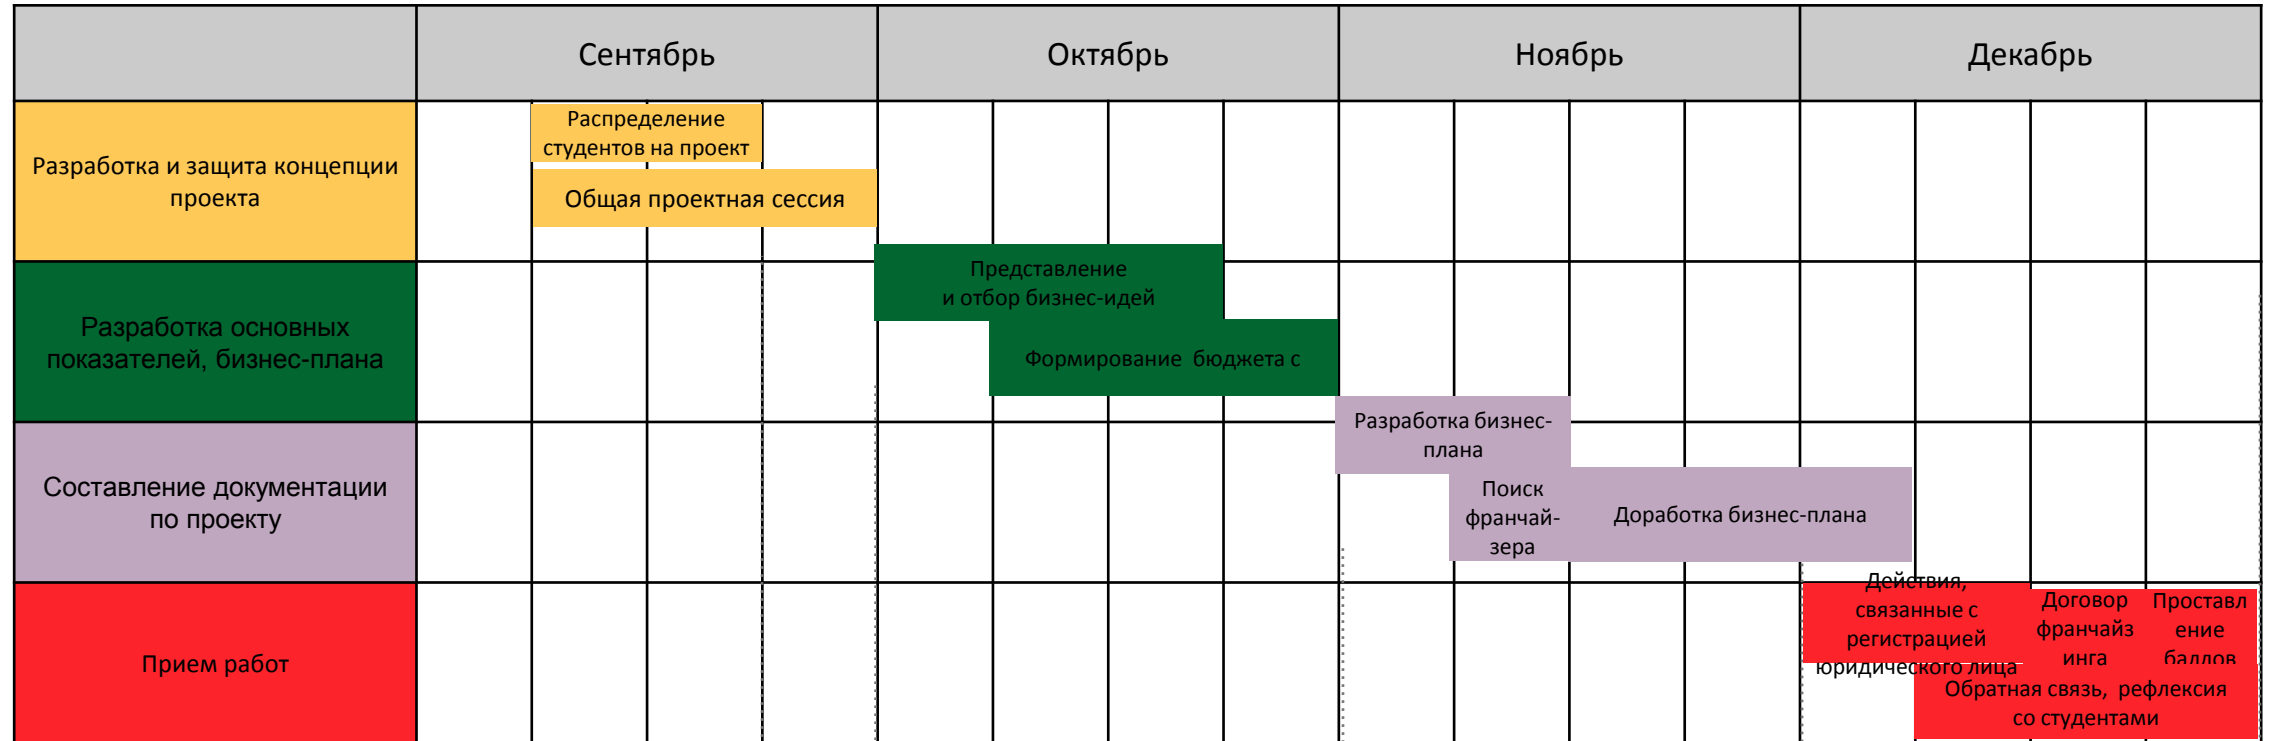 Сентябрь
Октябрь
Ноябрь
Декабрь
Разработка и защита концепции
проекта
Распределение
студентов на проект
Общая проектная сессия
Разработка основных
показателей, бизнес-плана
Представление
и отбор бизнес-идей
Формирование бюджета с
Составление документации
по проекту
Разработка бизнес-
плана
Поиск
франчай-
зера
Доработка бизнес-плана
Прием работ
Действия,
связанные с
регистрацией
юридического лица
Договор
франчайз
инга
Проставл
ение
баллов
Обратная связь, рефлексия
со студентами